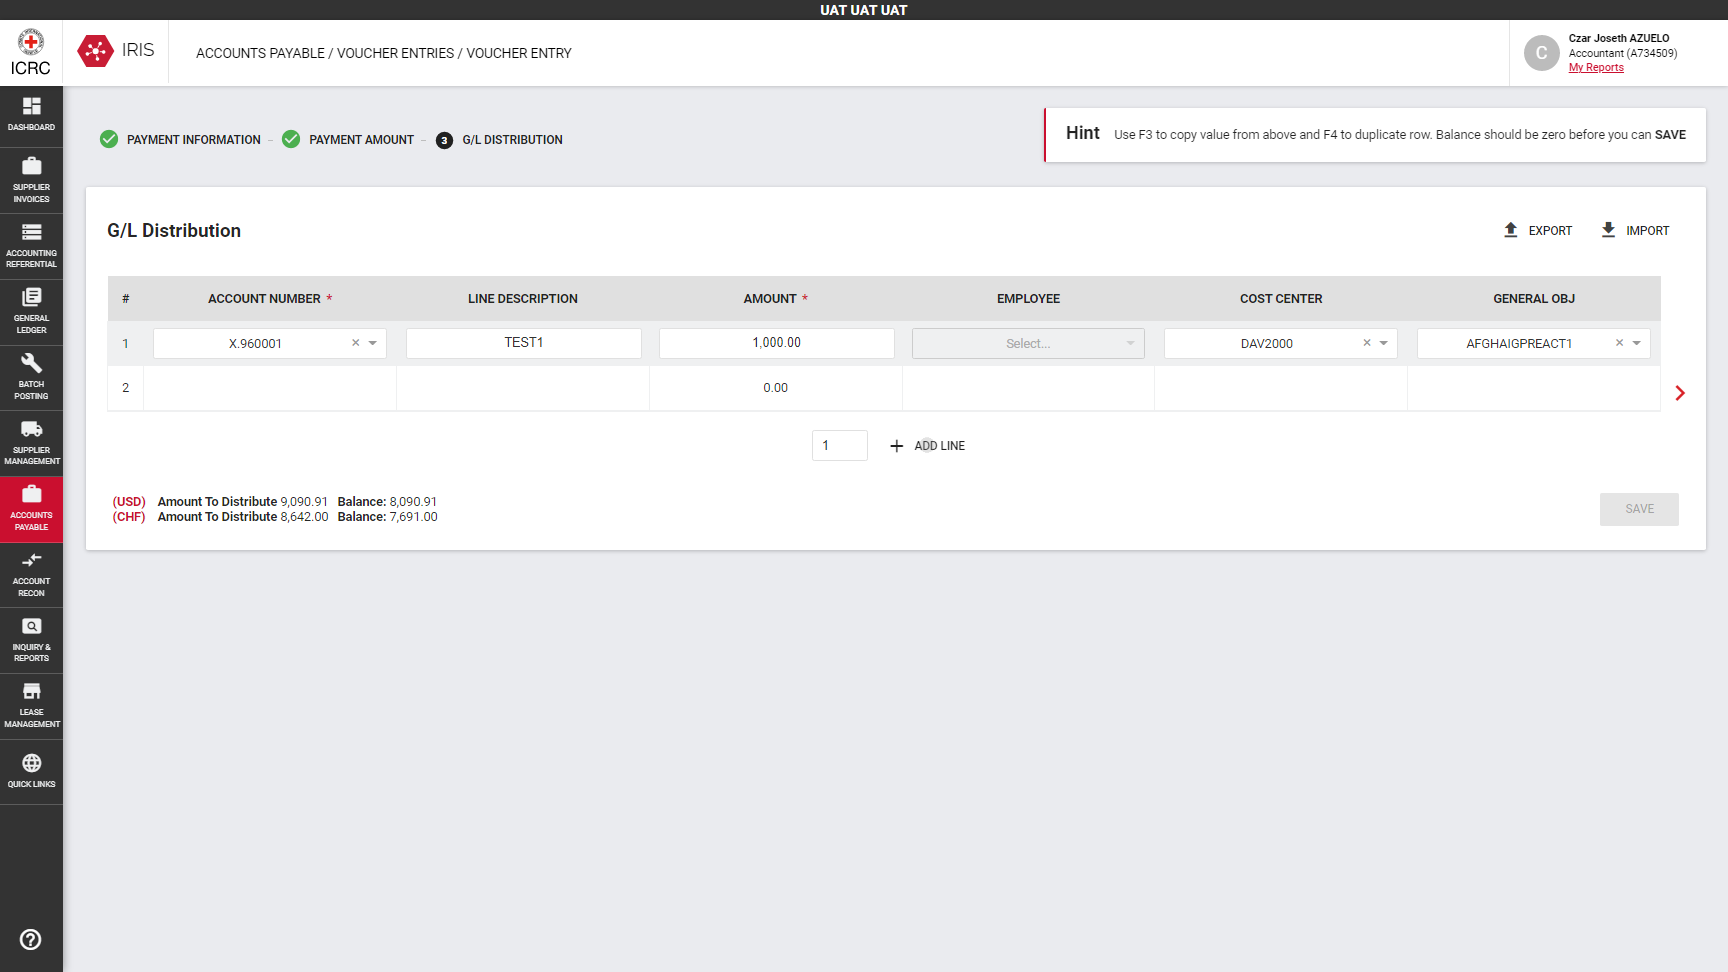 UAT UAT UAT
ICRC
IRIS
ACCOUNTS PAYABLE / VOUCHER ENTRIES / VOUCHER ENTRY
C
Czar Joseth AZUELO
Accountant (A734509)
My Reports
DASHBOARD
SUPPLIER
INVOICES
ACCOUNTING
REFERENTIAL
GENERAL
LEDGER
BATCH
POSTING
SUPPLIER
MANAGEMENT
ACCOUNTS
PAYABLE
ACCOUNT
RECON
INQUIRY &
REPORTS
LEASE
MANAGEMENT
QUICK LINKS
PAYMENT INFORMATION - PAYMENT AMOUNT - 3 G/L DISTRIBUTION
Hint Use F3 to copy value from above and F4 to duplicate row. Balance should be zero before you can SAVE
G/L Distribution
EXPORT IMPORT
# ACCOUNT NUMBER * LINE DESCRIPTION AMOUNT * EMPLOYEE COST CENTER GENERAL OBJ
1 X.960001 TEST1 1,000.00 Select... DAV2000 AFGHAIGPREACT1
2 0.00
1 + ADD LINE
(USD) Amount To Distribute 9,090.91 Balance: 8,090.91
(CHF) Amount To Distribute 8,642.00 Balance: 7,691.00
SAVE